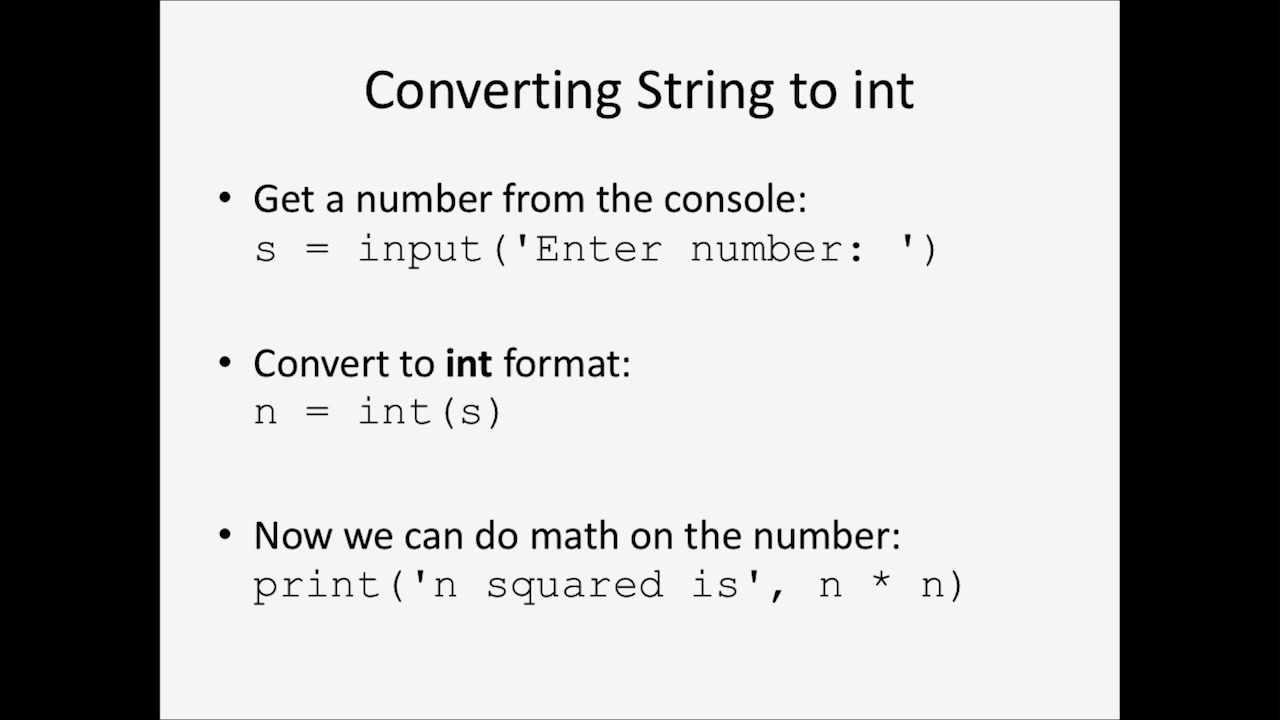 Converting String to int
• Get a number from the console:
s = input('Enter number: ')
• Convert to int format:
n = int(s)
• Now we can do math on the number:
print('n squared is', n * n)